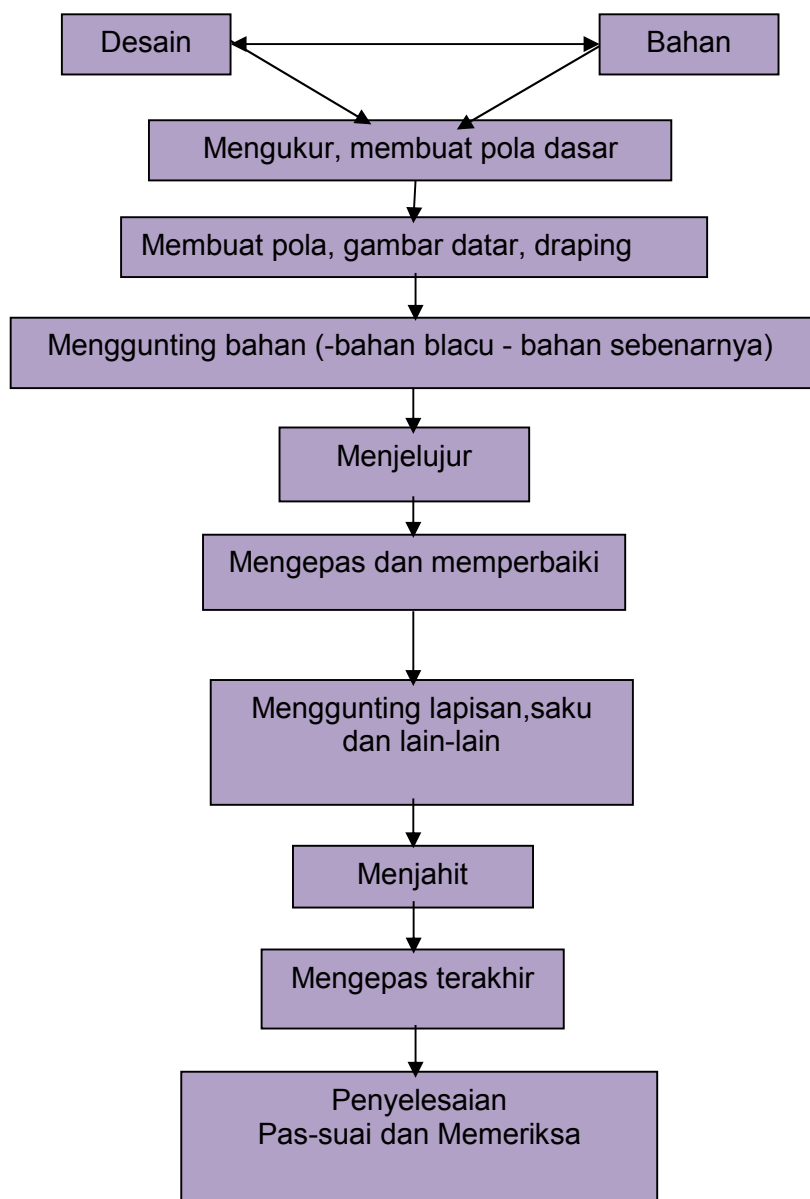 Desain
Bahan
Mengukur, membuat pola dasar
Membuat pola, gambar datar, draping
Menggunting bahan (-bahan blacu - bahan sebenarnya)
Menjelujur
Mengepas dan memperbaiki
Menggunting lapisan,saku
dan lain-lain
Menjahit
Mengepas terakhir
Penyelesaian
Pas-suai dan Memeriksa